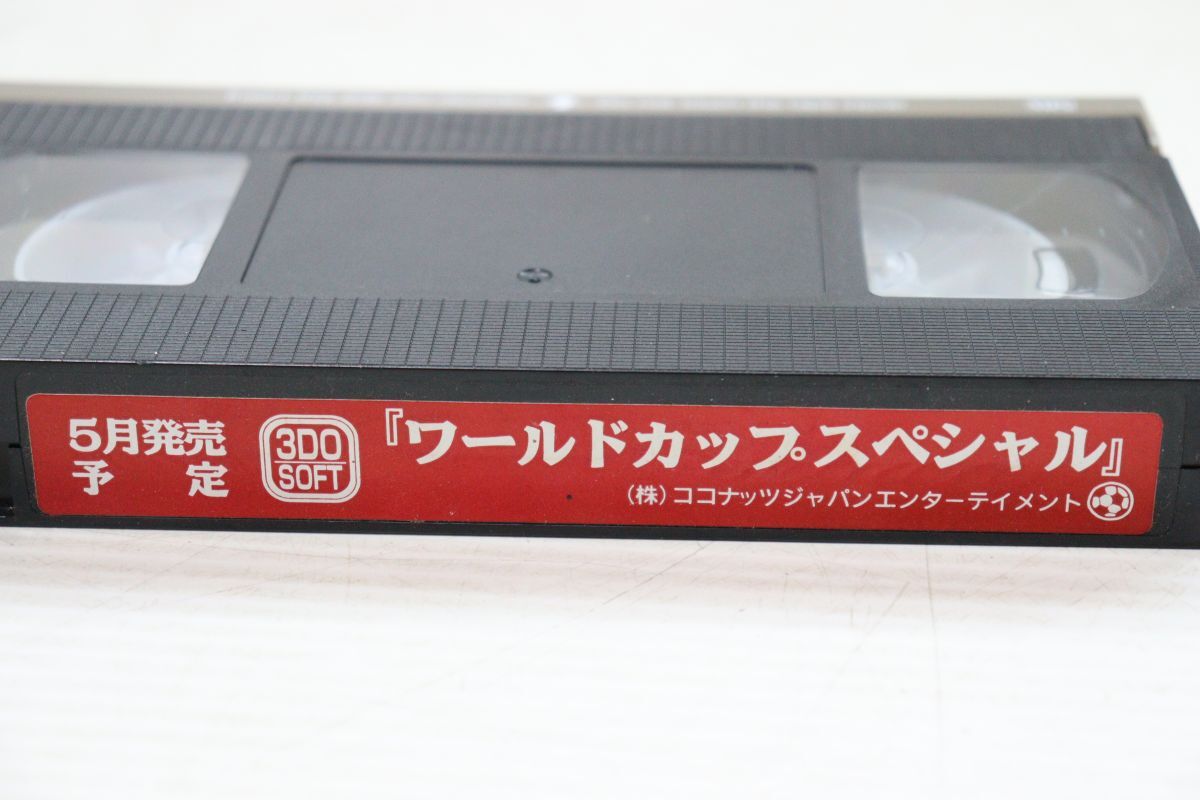 5月発売
予 定
3DO
SOFT
『ワールドカップスペシャル』
(株)ココナッツジャパンエンターテイメント